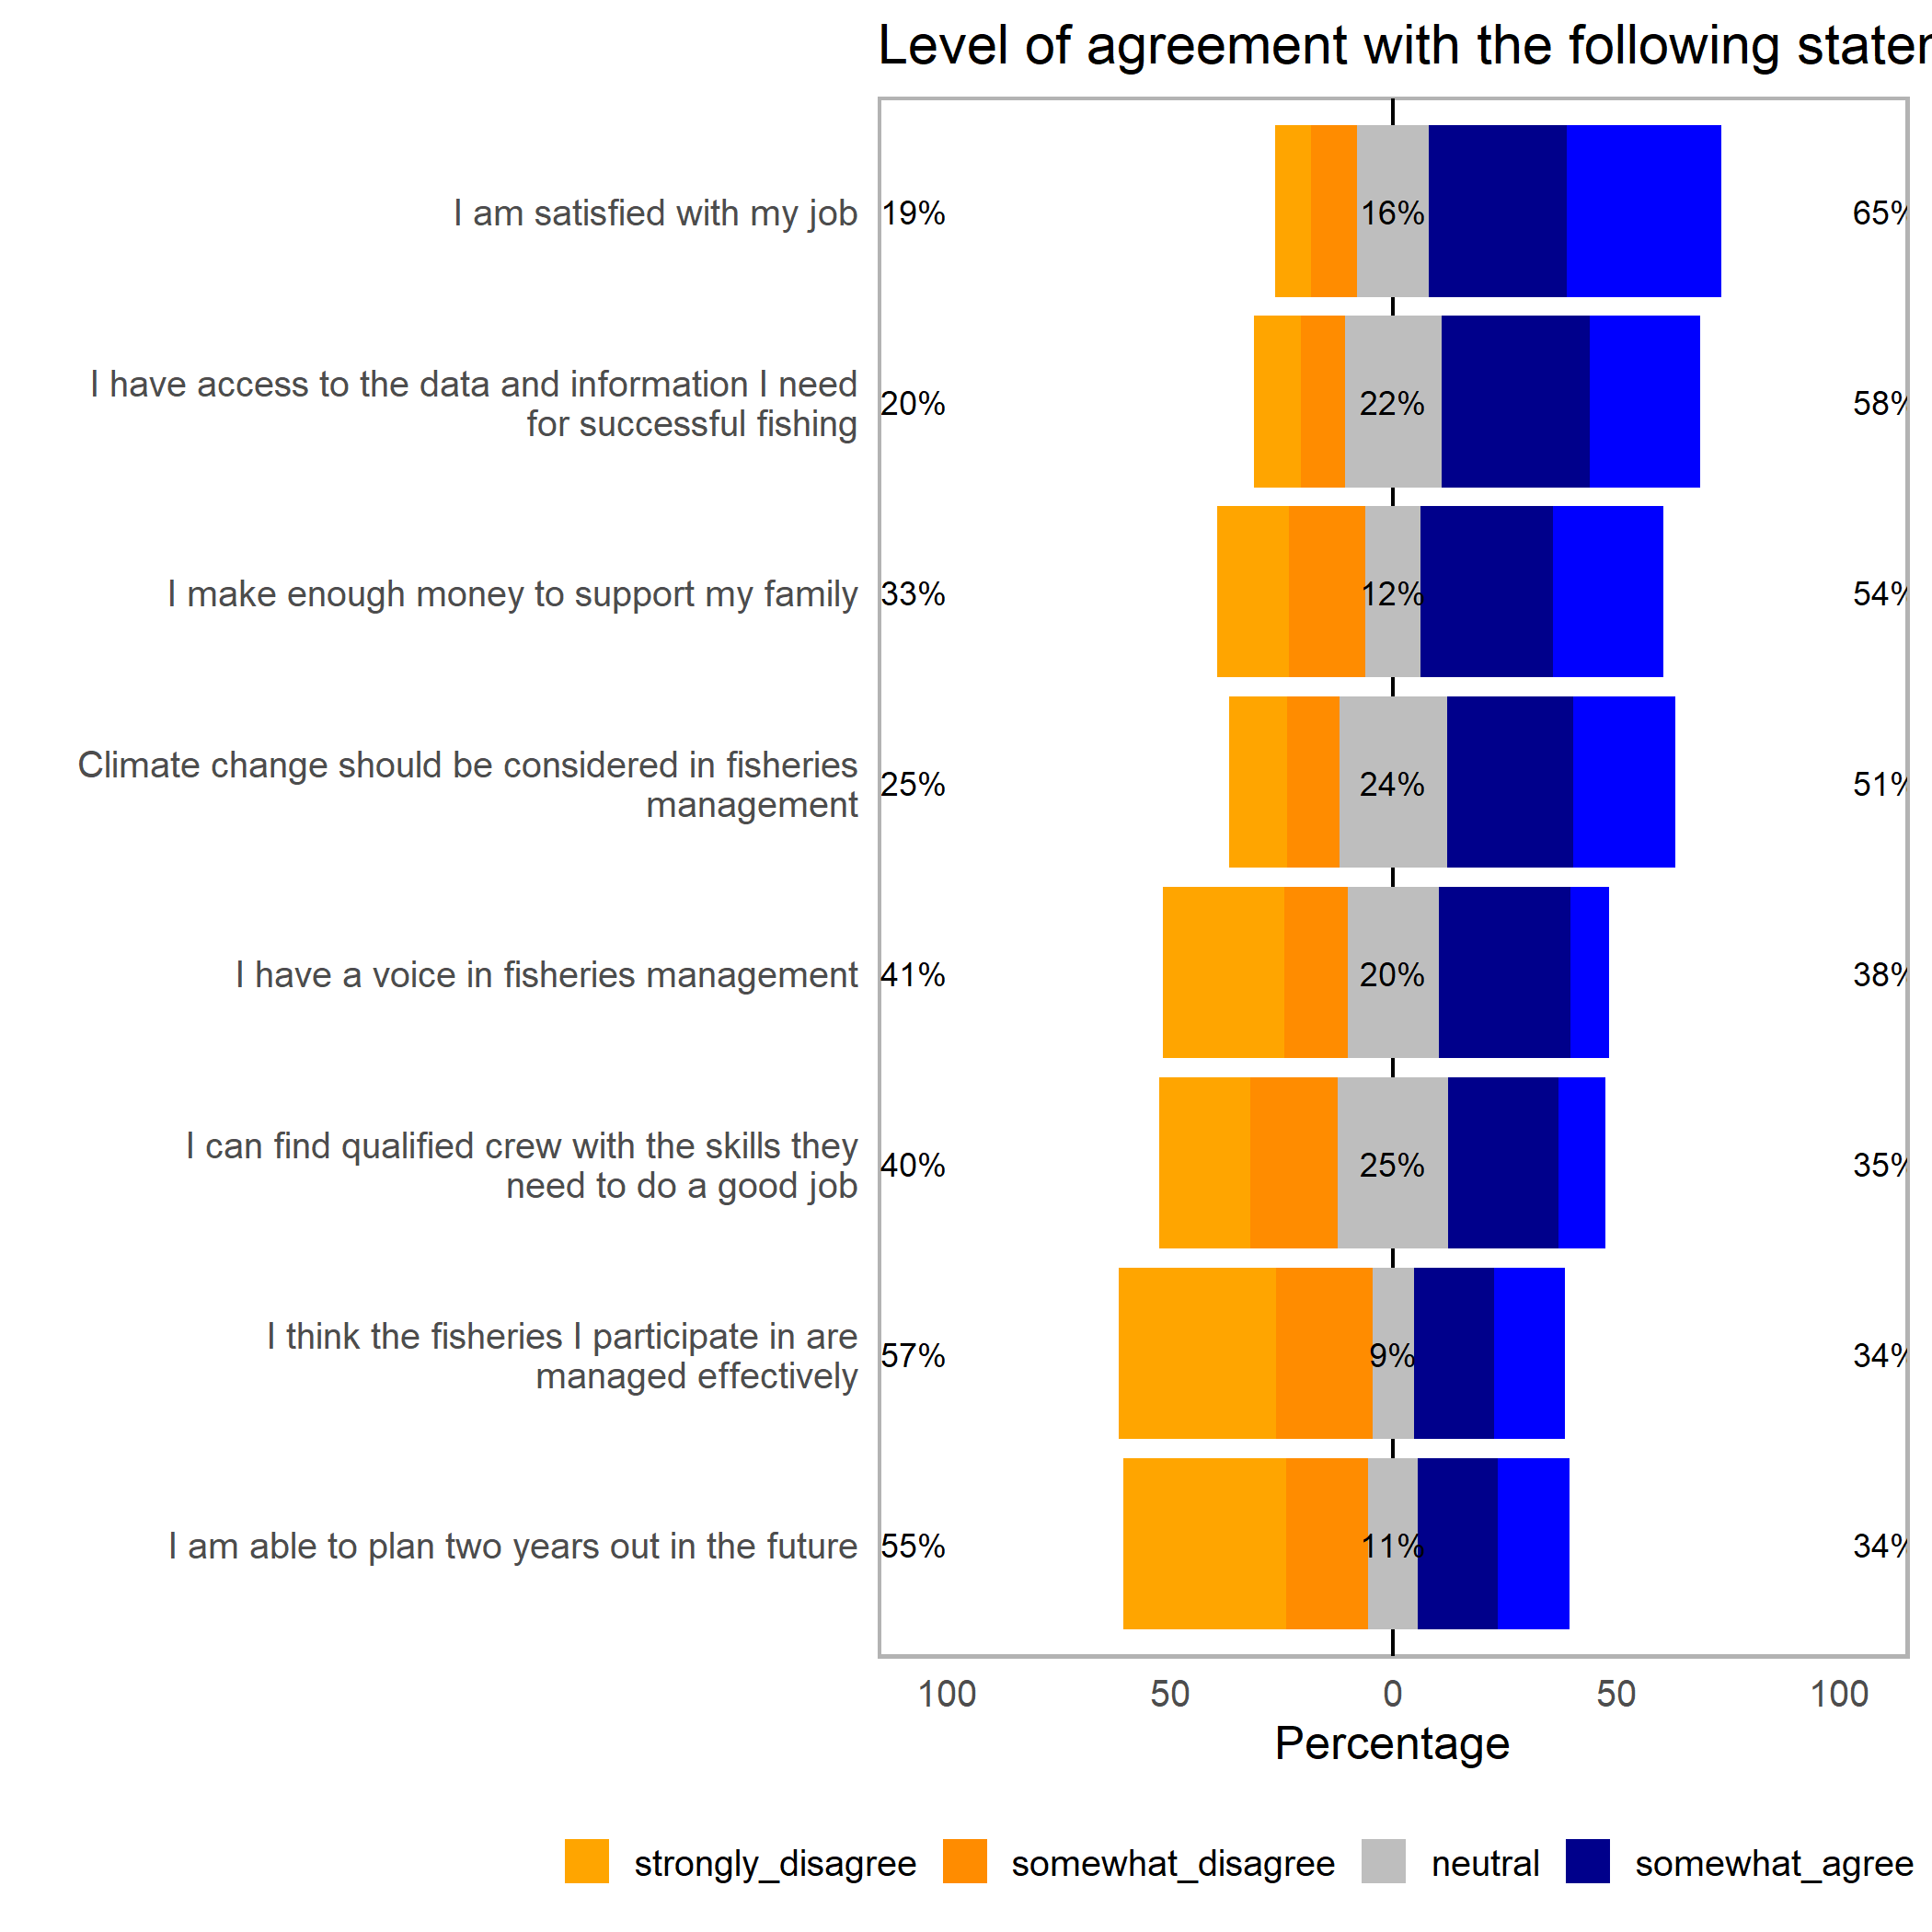 Level of agreement with the following
I am satisfied with my job
19% 16% 65%
I have access to the data and information I need
for successful fishing
20% 22% 58%
I make enough money to support my family
33% 12% 54%
Climate change should be considered in fisheries
management
25% 24% 51%
I have a voice in fisheries management
41% 20% 38%
I can find qualified crew with the skills they
need to do a good job
40% 25% 35%
I think the fisheries I participate in are
managed effectively
57% 9% 34%
I am able to plan two years out in the future
55% 11% 34%
100 50 0 50 100
Percentage
strongly_disagree somewhat_disagree neutral somewhat_agree